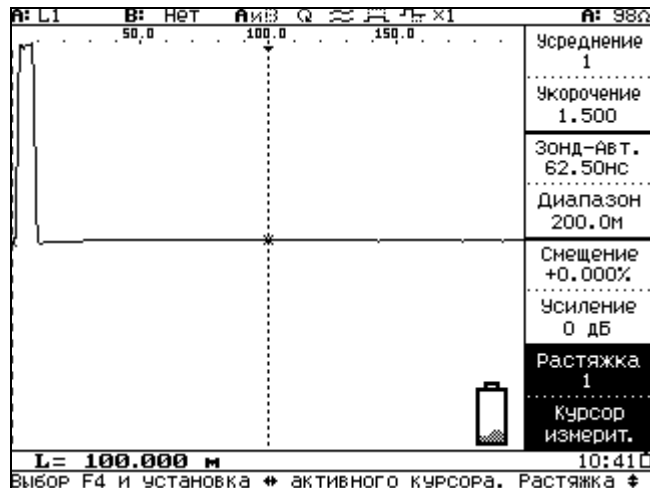 A: L1 B: Нет АиВ Q ×1 A: 98Ω
50.0 100.0 150.0
Усреднение
1
Укорочение
1.500
Зонд-Авт.
62.50нс
Диапазон
200.0м
Смещение
+0.000%
Усиление
0 дБ
Растяжка
1
Курсор
измерит.
L= 100.000 м 10:41
Выбор F4 и установка ↔ активного курсора. Растяжка ↕